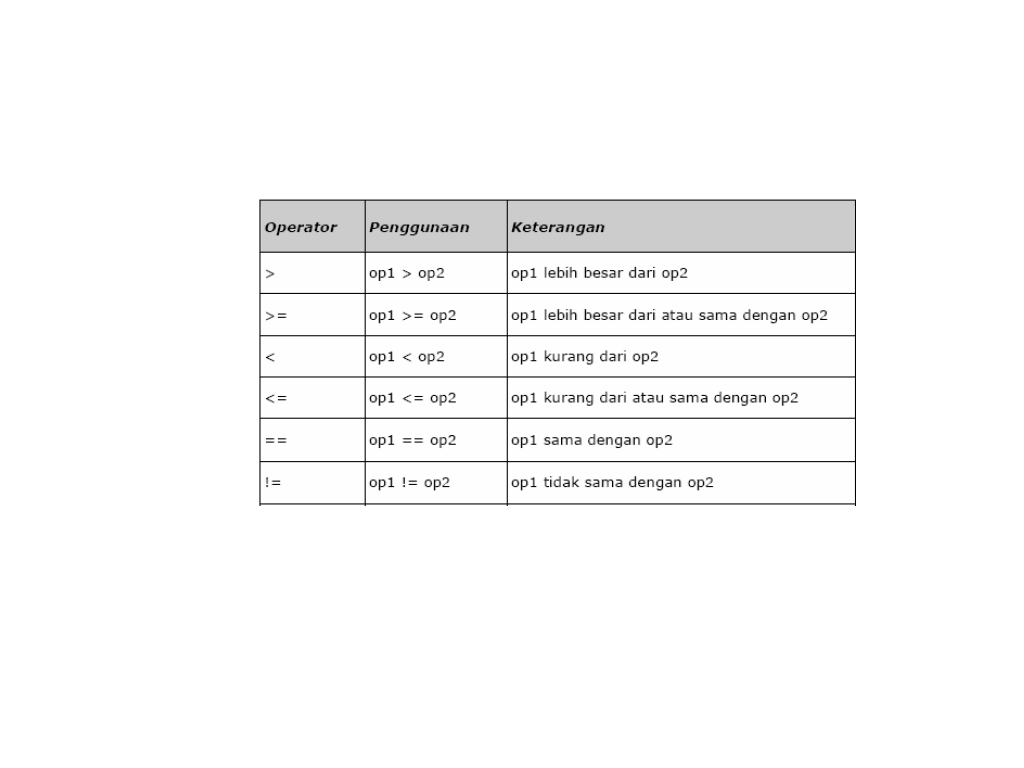 Operator Penggunaan Keterangan
> op1 > op2 op1 lebih besar dari op2
>= op1 >= op2 op1 lebih besar dari atau sama dengan op2
< op1 < op2 op1 kurang dari op2
<= op1 <= op2 op1 kurang dari atau sama dengan op2
== op1 == op2 op1 sama dengan op2
!= op1 != op2 op1 tidak sama dengan op2